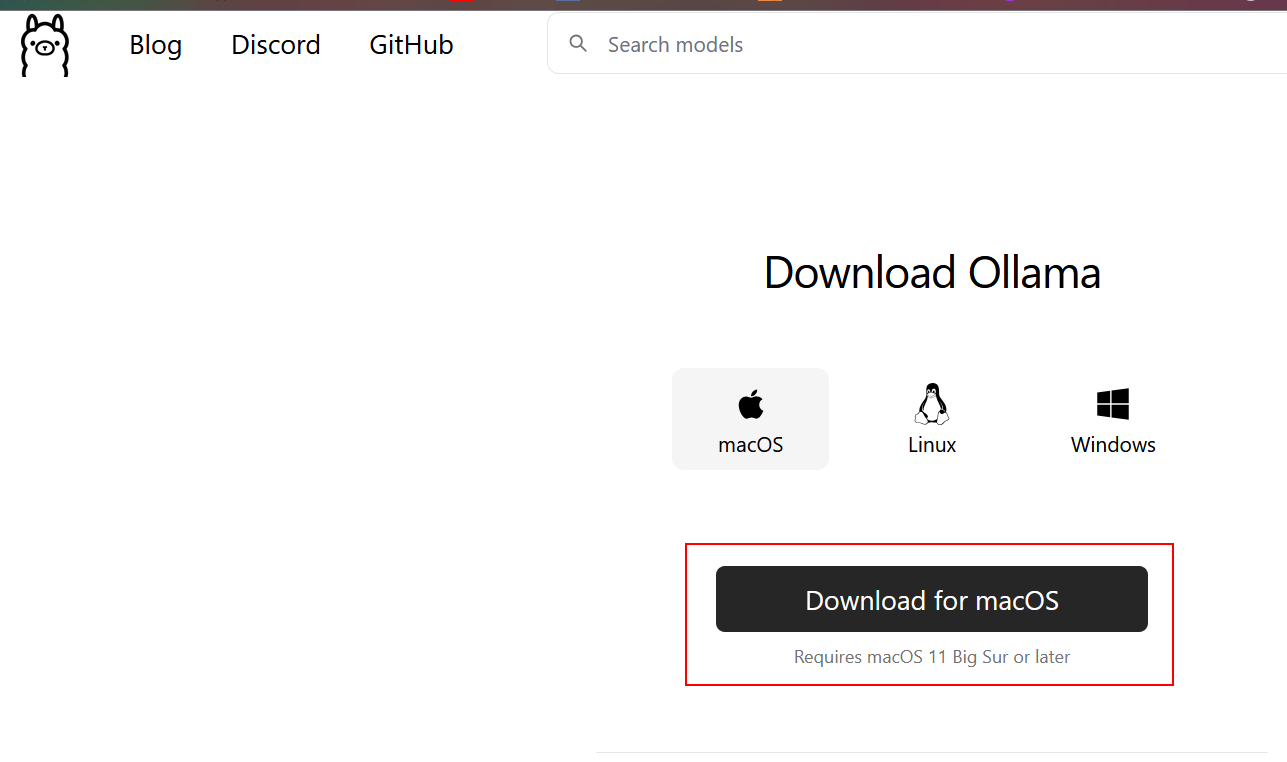 Blog Discord GitHub Search models
Download Ollama
macOS Linux Windows
Download for macOS
Requires macOS 11 Big Sur or later